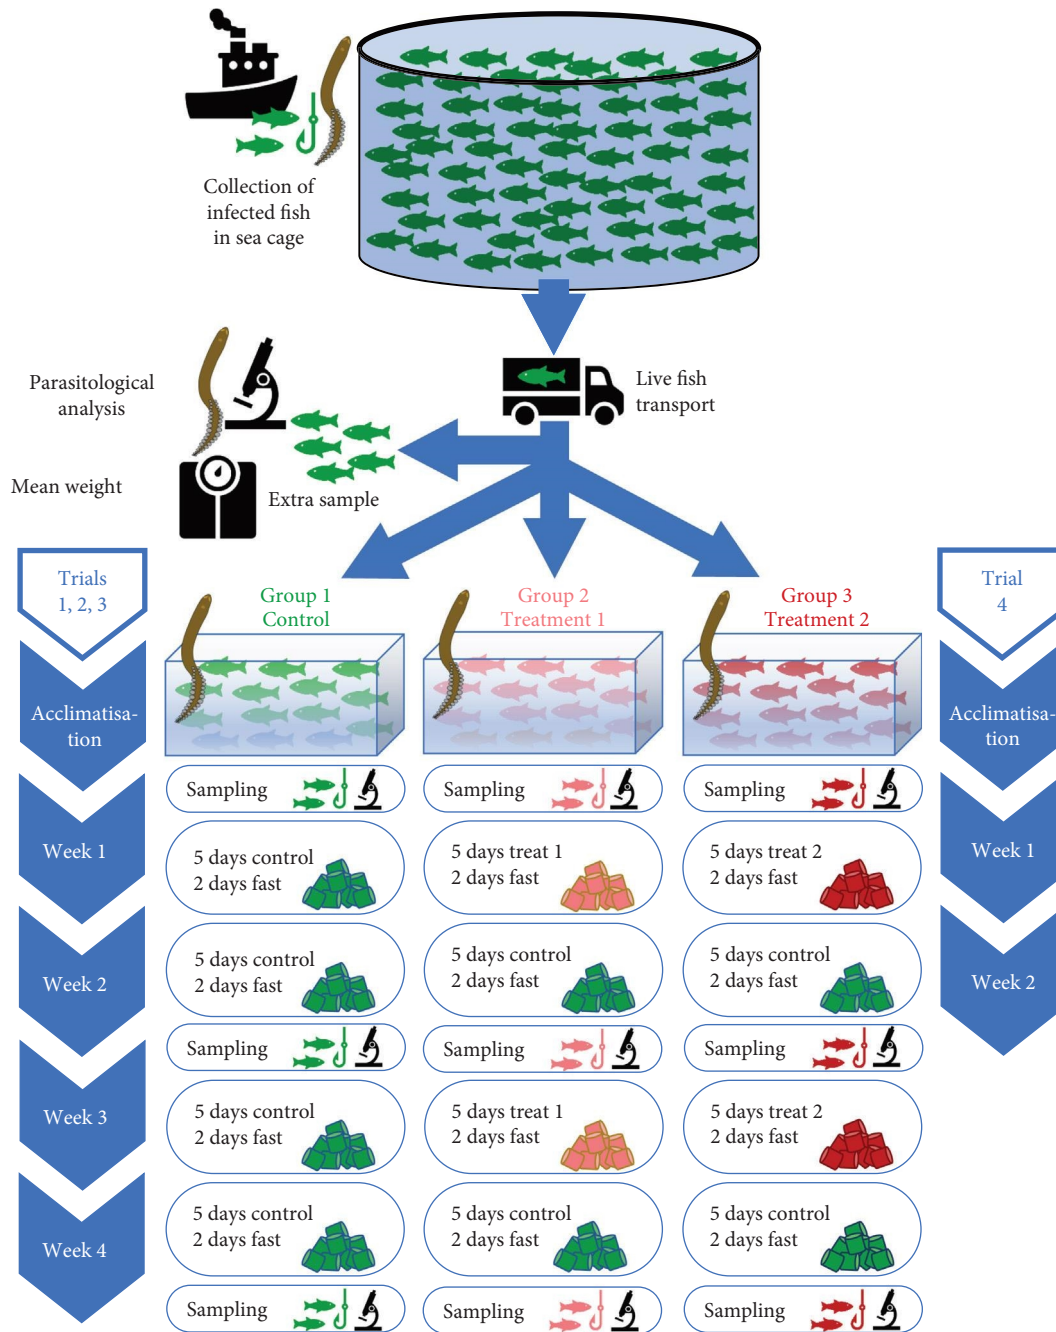 Collection of
infected fish
in sea cage
Parasitological
analysis
Live fish
transport
Mean weight
Extra sample
Trials
1, 2, 3
Group 1
Control
Group 2
Treatment 1
Group 3
Treatment 2
Trial
4
Acclimatisa-
tion
Acclimatisa-
tion
Sampling
Sampling
Sampling
Week 1
5 days control
2 days fast
5 days treat 1
2 days fast
5 days treat 2
2 days fast
Week 1
Week 2
5 days control
2 days fast
5 days control
2 days fast
5 days control
2 days fast
Week 2
Sampling
Sampling
Sampling
Week 3
5 days control
2 days fast
5 days treat 1
2 days fast
5 days treat 2
2 days fast
Week 4
5 days control
2 days fast
5 days control
2 days fast
5 days control
2 days fast
Sampling
Sampling
Sampling